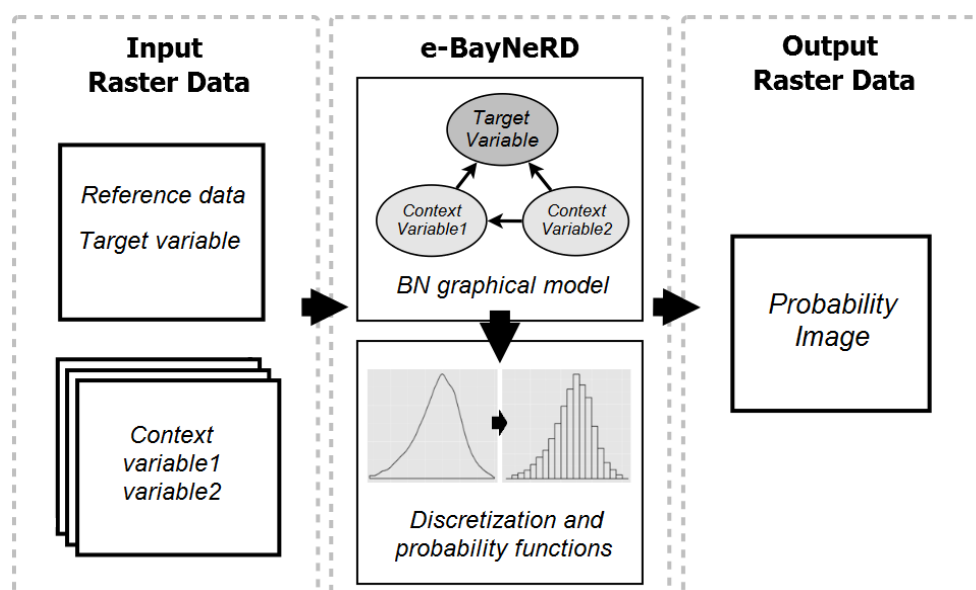 Input
Raster Data
Reference data
Target variable
Context
variable1
variable2
e-BayNeRD
Target
Variable
Context
Variable1
Context
Variable2
BN graphical model
Discretization and
probability functions
Output
Raster Data
Probability
Image